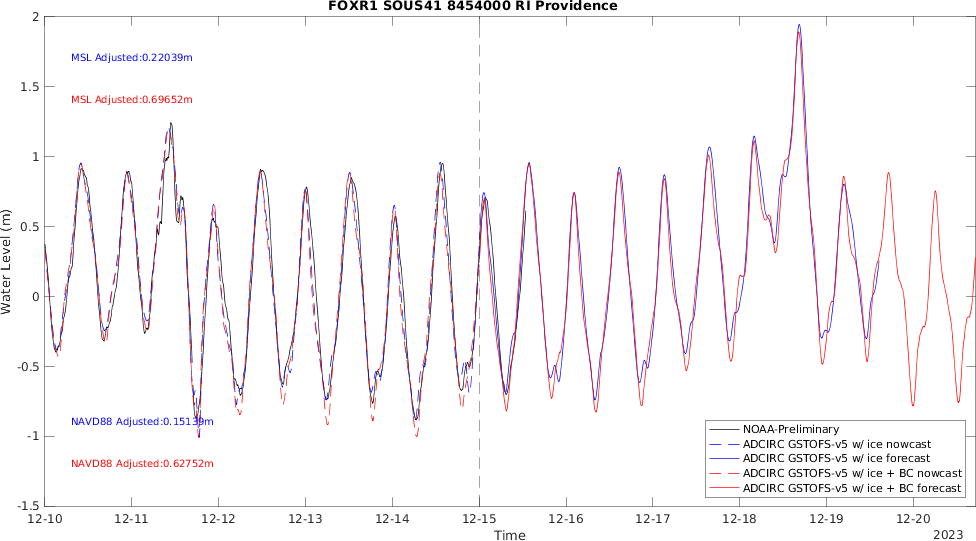 FOXR1 SOUS41 8454000 RI Providence
2
MSL Adjusted:0.22039m
1.5
MSL Adjusted:0.69652m
1
0.5
Water Level (m)
0
-0.5
NAVD88 Adjusted:0.15139m
-1
NAVD88 Adjusted:0.62752m
-1.5
NOAA-Preliminary
ADCIRC GSTOFS-v5 w/ ice nowcast
ADCIRC GSTOFS-v5 w/ ice forecast
ADCIRC GSTOFS-v5 w/ ice + BC nowcast
ADCIRC GSTOFS-v5 w/ ice + BC forecast
12-10 12-11 12-12 12-13 12-14 12-15 12-16 12-17 12-18 12-19 12-20
Time
2023